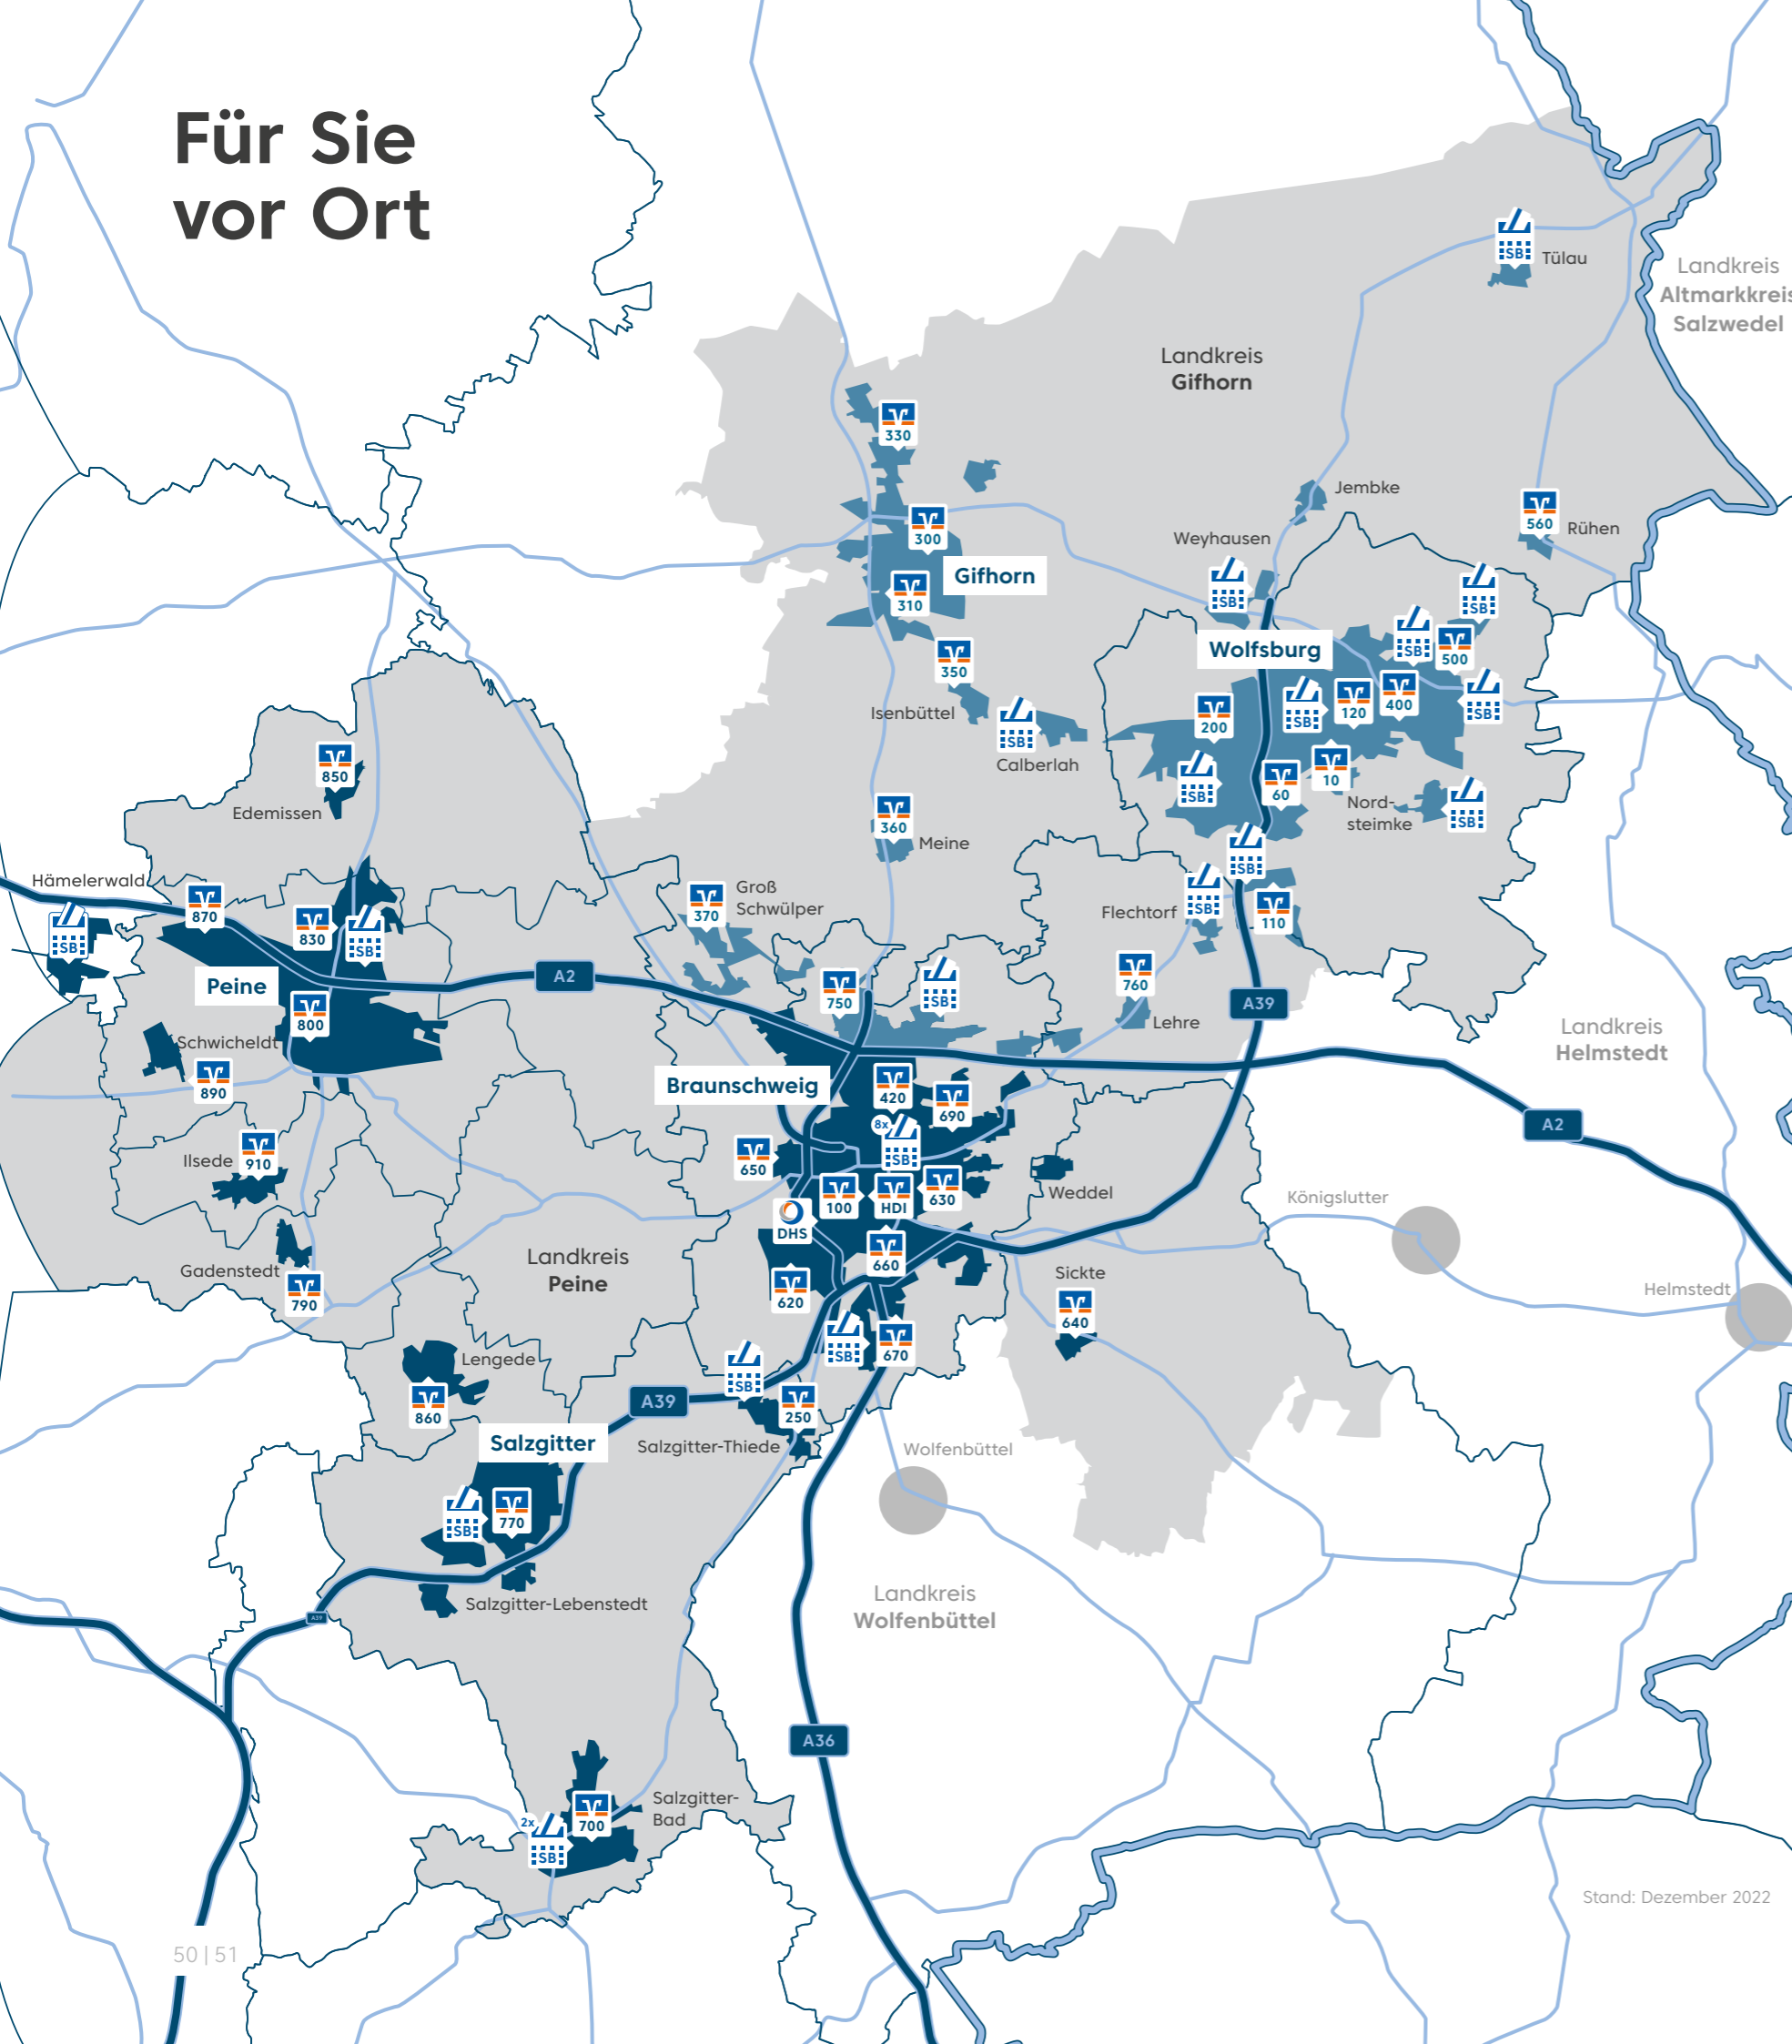 Für Sie
vor Ort
SB
Tülau
Landkreis
Altmarkkreis
Salzwedel
Landkreis
Gifhorn
330
Jembke
560
Rühen
300
Weyhausen
SB
Gifhorn
310
SB
SB
500
Wolfsburg
350
Isenbüttel
SB
Calberlah
200
SB
120
400
SB
SB
60
10
Nord-
steimke
SB
850
Edemissen
360
Meine
SB
Hämelerwald
SB
870
830
SB
370
Groß
Schwülper
Flechtorf
SB
110
Peine
A2
750
SB
760
Lehre
A39
800
Schwicheldt
890
Landkreis
Helmstedt
Braunschweig
420
690
8x
SB
A2
Ilsede
910
650
100
HDI
630
Weddel
DHS
Königslutter
660
Landkreis
Peine
Gadenstedt
790
620
Sickte
640
Helmstedt
SB
670
Lengede
860
SB
A39
250
Salzgitter
Salzgitter-Thiede
Wolfenbüttel
SB
770
Salzgitter-Lebenstedt
A39
Landkreis
Wolfenbüttel
A36
Salzgitter-
Bad
700
2x
SB
Stand: Dezember 2022
50 | 51